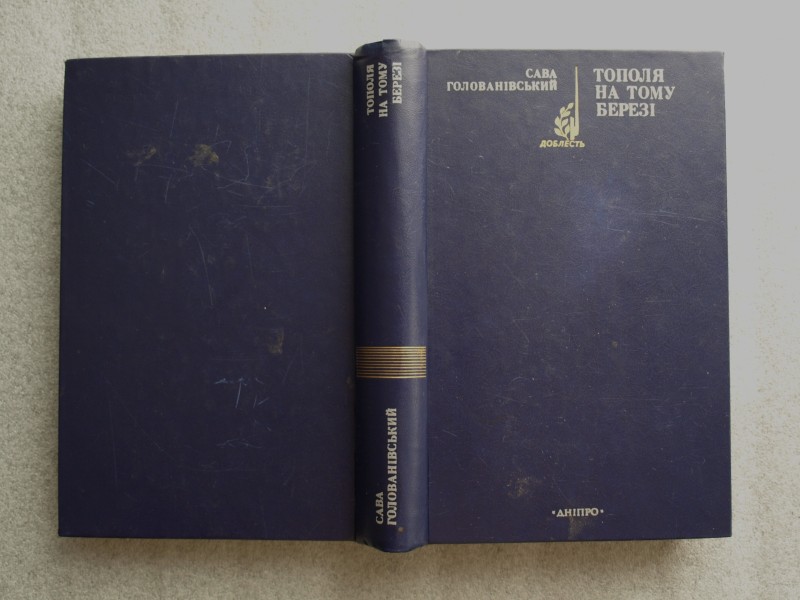 ТОПОЛЯ
НА ТОМУ
БЕРЕЗІ
САВА
ГОЛОВАНІВСЬКИЙ
САВА
ГОЛОВАНІВСЬКИЙ
ДОБЛЕСТЬ
ТОПОЛЯ
НА ТОМУ
БЕРЕЗІ
•ДНІПРО•